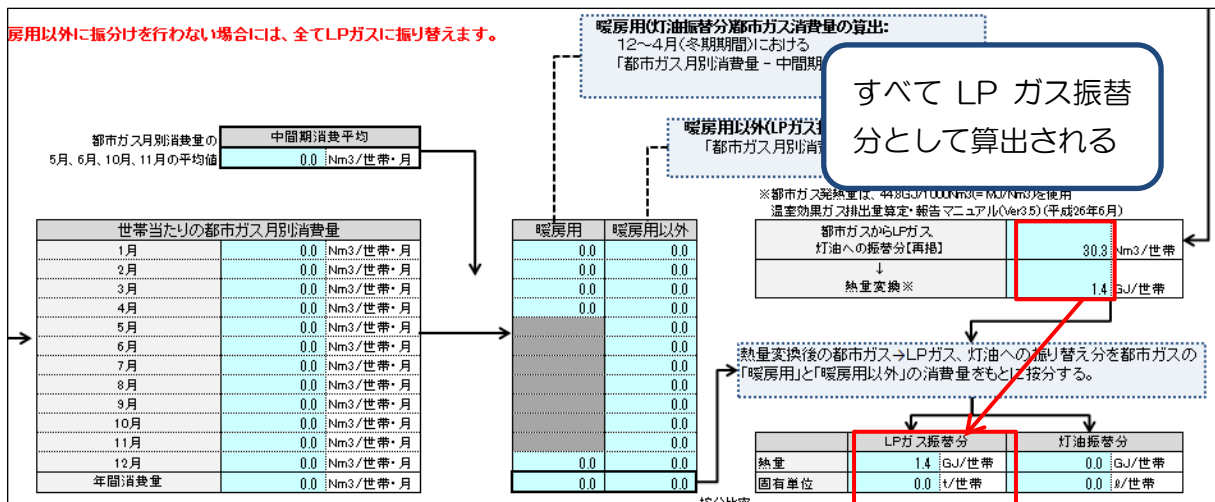 房用以外に振分けを行わない場合には、全てLPガスに振り替えます。
暖房用(灯油振替分)都市ガス消費量の算出:
12～4月(冬期期間)における
「都市ガス月別消費量 - 中間期
すべて LP ガス振替
分として算出される
暖房用以外(LPガス
「都市ガス月別消
都市ガス月別消費量の
5月、6月、10月、11月の平均値
中間期消費平均
0.0 Nm3/世帯・月
※都市ガス発熱量は、44.8GJ/1000Nm3(= MJ/Nm3)を使用
温室効果ガス排出量算定・報告マニュアル(Ver3.5)(平成26年6月)
都市ガスからLPガス
灯油への振替分【再掲】 30.3 Nm3/世帯
↓
熱量変換※ 1.4 GJ/世帯
世帯当たりの都市ガス月別消費量 暖房用 暖房用以外
1月 0.0 Nm3/世帯・月 0.0 0.0
2月 0.0 Nm3/世帯・月 0.0 0.0
3月 0.0 Nm3/世帯・月 0.0 0.0
4月 0.0 Nm3/世帯・月 0.0 0.0
5月 0.0 Nm3/世帯・月 0.0
6月 0.0 Nm3/世帯・月 0.0
7月 0.0 Nm3/世帯・月 0.0
8月 0.0 Nm3/世帯・月 0.0
9月 0.0 Nm3/世帯・月 0.0
10月 0.0 Nm3/世帯・月 0.0
11月 0.0 Nm3/世帯・月 0.0
12月 0.0 Nm3/世帯・月 0.0 0.0
年間消費量 0.0 Nm3/世帯・月 0.0 0.0
熱量変換後の都市ガス→LPガス、灯油への振り替え分を都市ガスの
「暖房用」と「暖房用以外」の消費量をもとに按分する。
LPガス振替分 灯油振替分
熱量 1.4 GJ/世帯 0.0 GJ/世帯
固有単位 0.0 t/世帯 0.0 ℓ/世帯